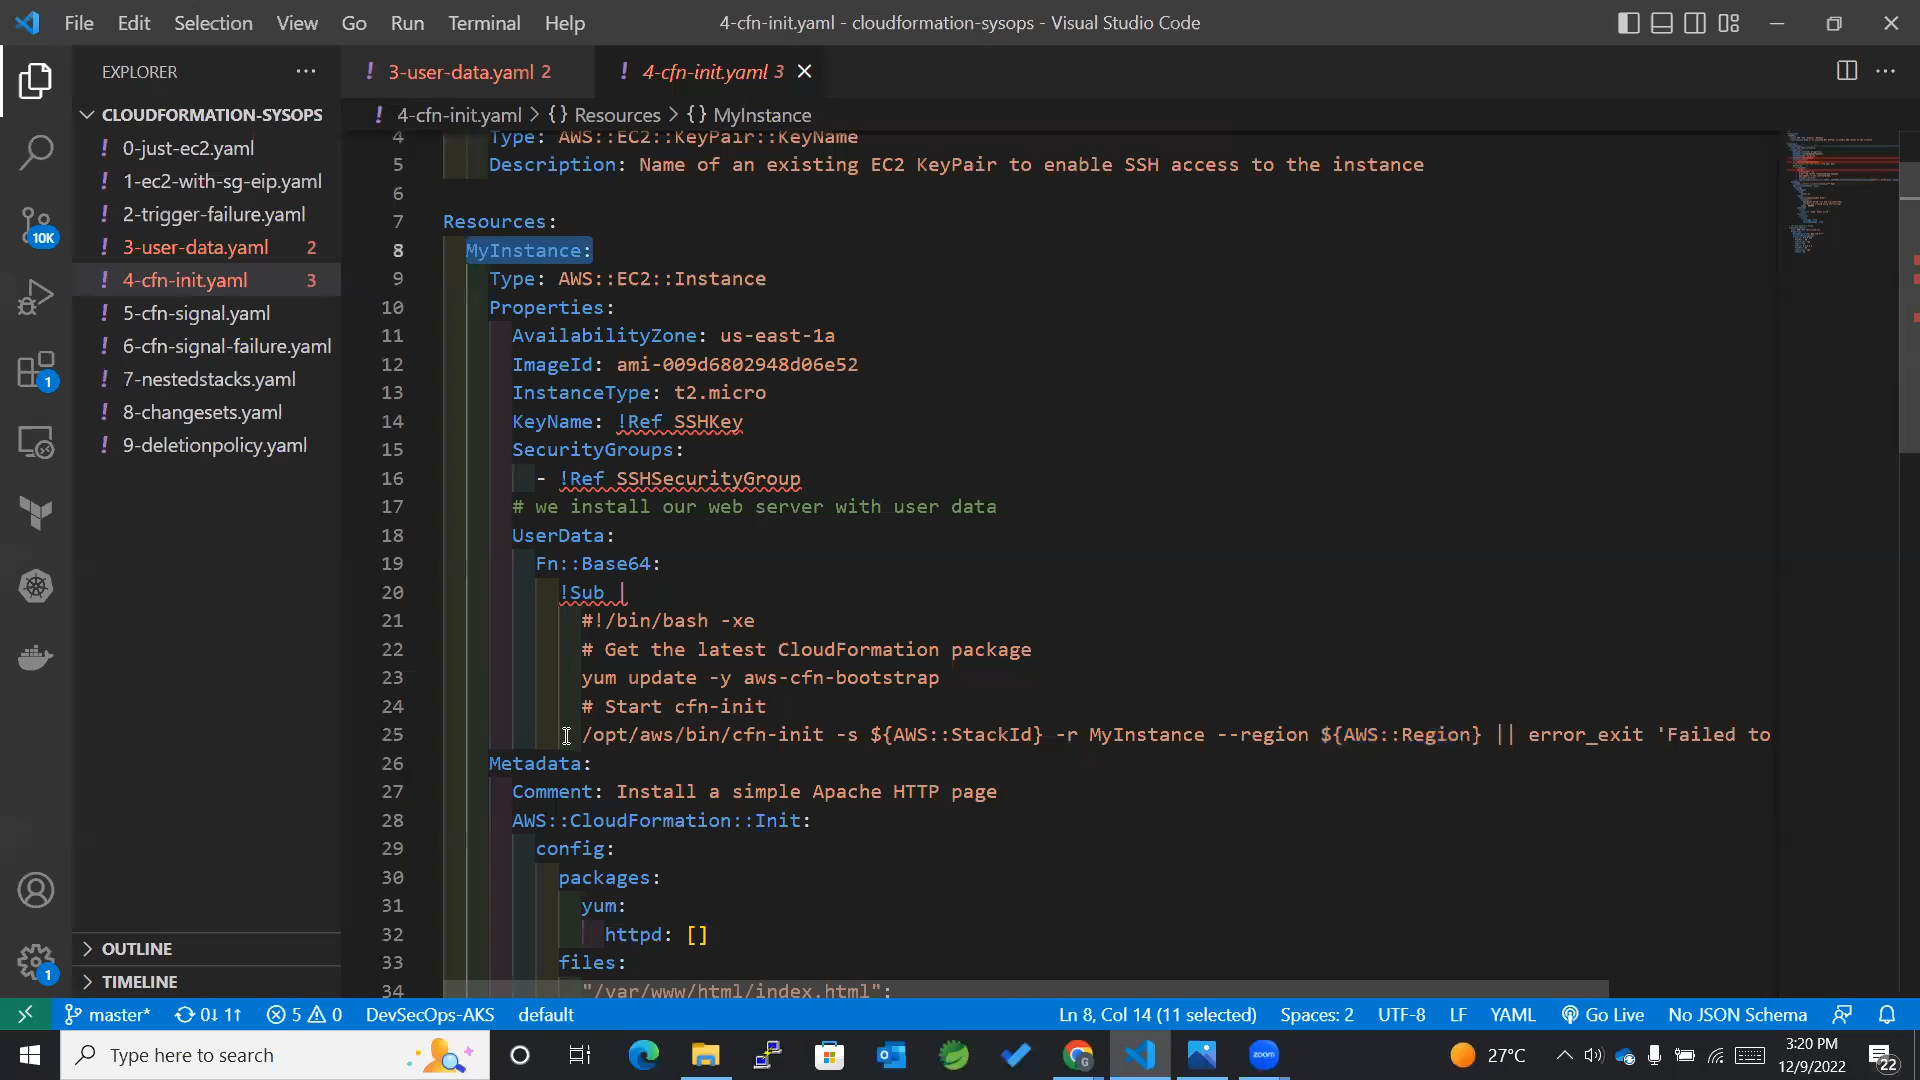 File Edit Selection View Go Run Terminal Help
4-cfn-init.yaml - cloudformation-sysops - Visual Studio Code
EXPLORER
CLOUDFORMATION-SYSOPS
! 0-just-ec2.yaml
! 1-ec2-with-sg-eip.yaml
! 2-trigger-failure.yaml
! 3-user-data.yaml 2
! 4-cfn-init.yaml 3
! 5-cfn-signal.yaml
! 6-cfn-signal-failure.yaml
! 7-nestedstacks.yaml
! 8-changesets.yaml
! 9-deletionpolicy.yaml
OUTLINE
TIMELINE
10K
1
1
! 3-user-data.yaml 2
! 4-cfn-init.yaml 3
! 4-cfn-init.yaml > {} Resources > {} MyInstance
4 Type: AWS::EC2::KeyPair::KeyName
5 Description: Name of an existing EC2 KeyPair to enable SSH access to the instance
6
7 Resources:
8 MyInstance:
9 Type: AWS::EC2::Instance
10 Properties:
11 AvailabilityZone: us-east-1a
12 ImageId: ami-009d6802948d06e52
13 InstanceType: t2.micro
14 KeyName: !Ref SSHKey
15 SecurityGroups:
16 - !Ref SSHSecurityGroup
17 # we install our web server with user data
18 UserData:
19 Fn::Base64:
20 !Sub |
21 #!/bin/bash -xe
22 # Get the latest CloudFormation package
23 yum update -y aws-cfn-bootstrap
24 # Start cfn-init
25 /opt/aws/bin/cfn-init -s ${AWS::StackId} -r MyInstance --region ${AWS::Region} || error_exit 'Failed to
26 Metadata:
27 Comment: Install a simple Apache HTTP page
28 AWS::CloudFormation::Init:
29 config:
30 packages:
31 yum:
32 httpd: []
33 files:
34 "/var/www/html/index.html":
master* 0↓ 1↑ 5 0 DevSecOps-AKS default
Ln 8, Col 14 (11 selected) Spaces: 2 UTF-8 LF YAML Go Live No JSON Schema
Type here to search
zoom
27°C
3:20 PM
12/9/2022
22